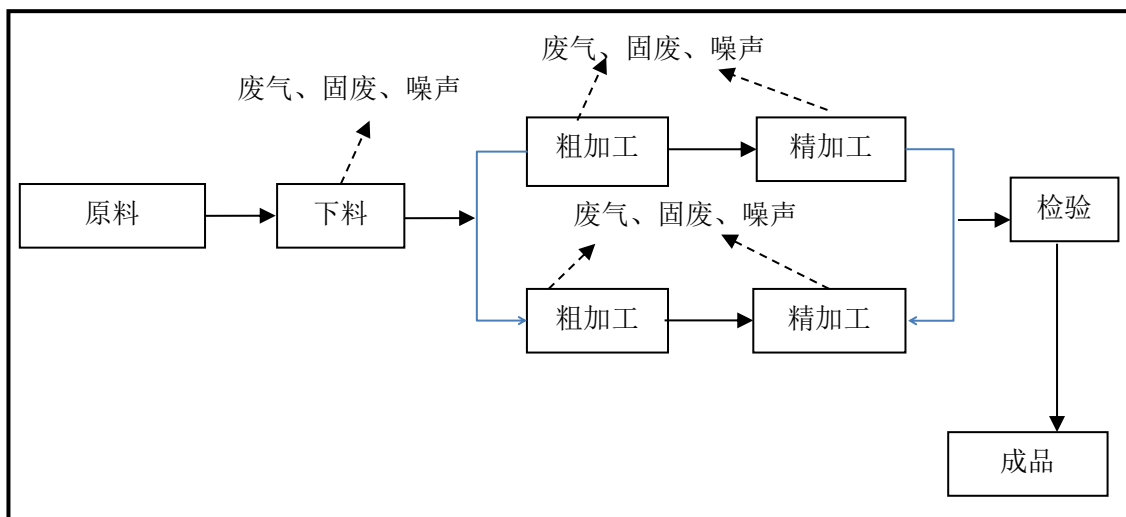 废气、固废、噪声
废气、固废、噪声
粗加工
精加工
原料
下料
检验
废气、固废、噪声
粗加工
精加工
成品